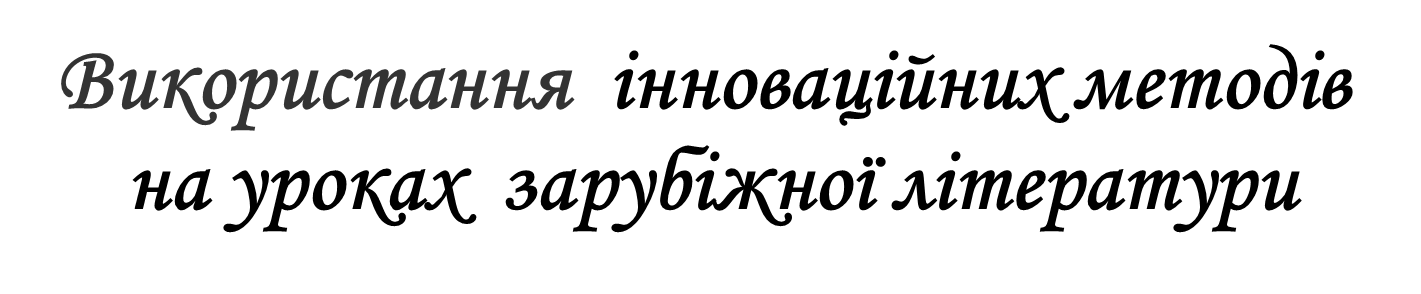 Використання інноваційних методів
на уроках зарубіжної літератури